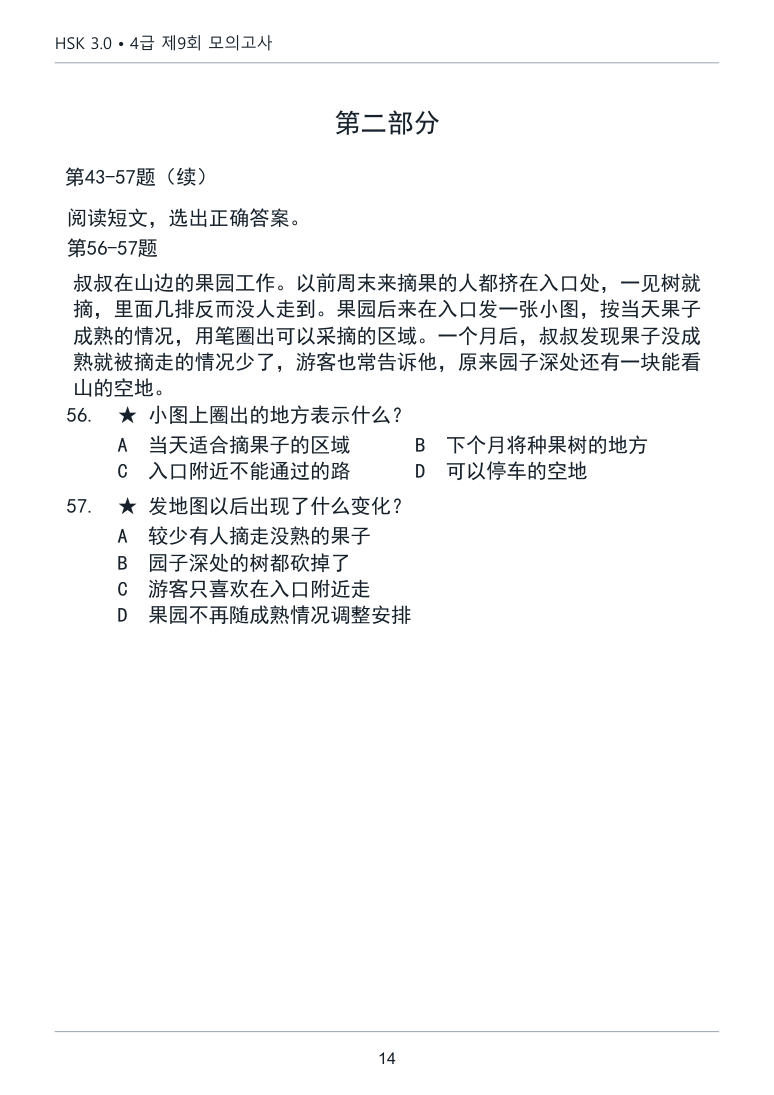 HSK 3.0 • 4급 제9회 모의고사
第二部分
第43-57题（续）
阅读短文，选出正确答案。
第56-57题
叔叔在山边的果园工作。以前周末来摘果的人都挤在入口处，一见树就
摘，里面几排反而没人走到。果园后来在入口发一张小图，按当天果子
成熟的情况，用笔圈出可以采摘的区域。一个月后，叔叔发现果子没成
熟就被摘走的情况少了，游客也常告诉他，原来园子深处还有一块能看
山的空地。
56. ★ 小图上圈出的地方表示什么？
A 当天适合摘果子的区域 B 下个月将种果树的地方
C 入口附近不能通过的路 D 可以停车的空地
57. ★ 发地图以后出现了什么变化？
A 较少有人摘走没熟的果子
B 园子深处的树都砍掉了
C 游客只喜欢在入口附近走
D 果园不再随成熟情况调整安排
14